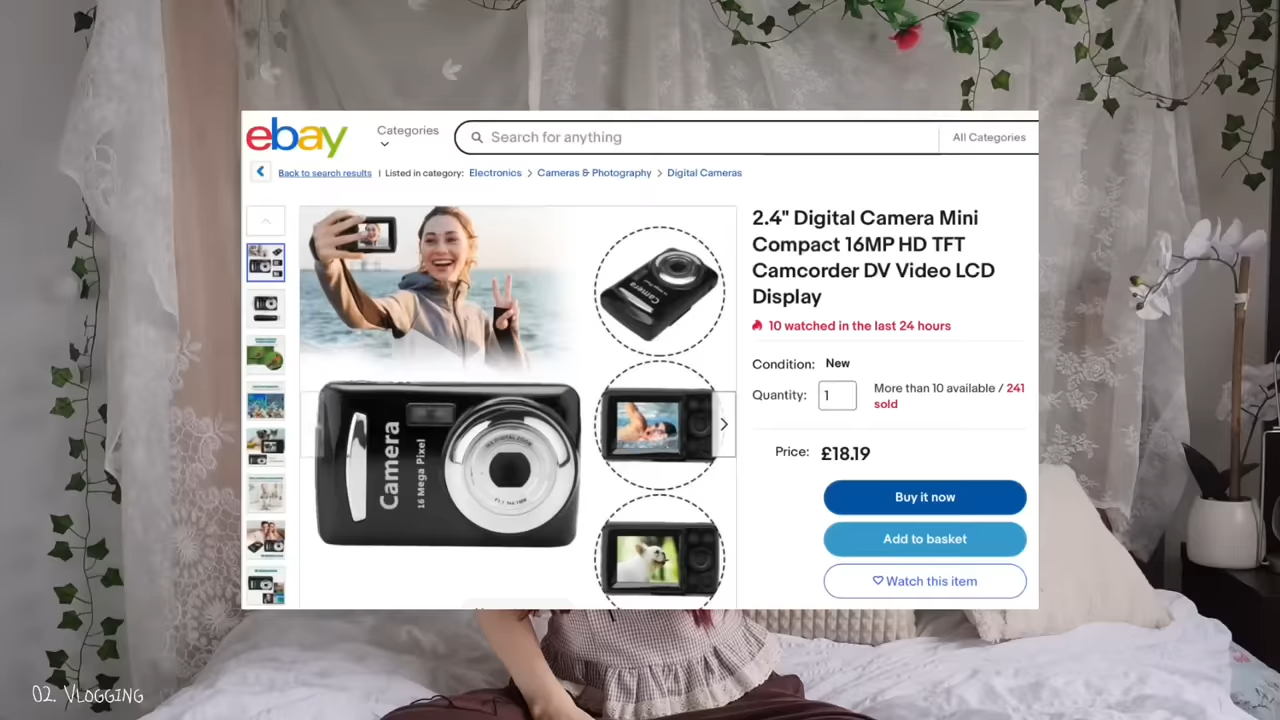 ebay
Categories
Search for anything
All Categories
Back to search results | Listed in category: Electronics > Cameras & Photography > Digital Cameras
2.4" Digital Camera Mini
Compact 16MP HD TFT
Camcorder DV Video LCD
Display
10 watched in the last 24 hours
Condition: New
Quantity: 1
More than 10 available / 241
sold
Price: £18.19
Buy it now
Add to basket
Watch this item
Camera
16 Mega Pixel
Camera
02. Vlogging